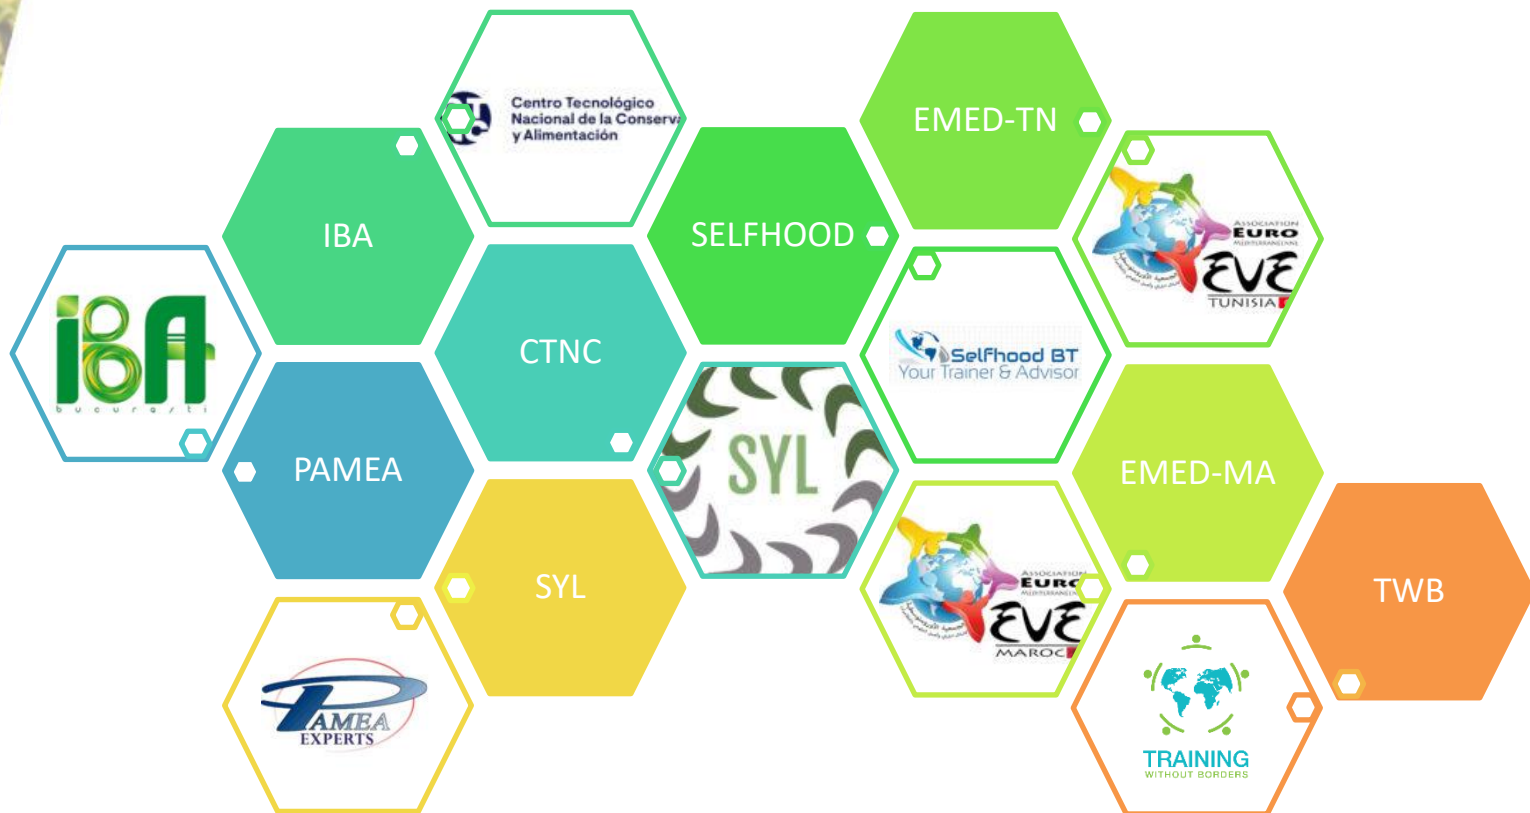 Centro Tecnológico
Nacional de la Conserva
y Alimentación
EMED-TN
IBA
SELFHOOD
ASSOCIATION
EURO
MEDITERRANEENNE
EVE
TUNISIA
iBA
bucureşti
CTNC
Selfhood BT
Your Trainer & Advisor
PAMEA
SYL
EMED-MA
SYL
ASSOCIATION
EURO
EVE
MAROC
TWB
PAMEA
EXPERTS
TRAINING
WITHOUT BORDERS